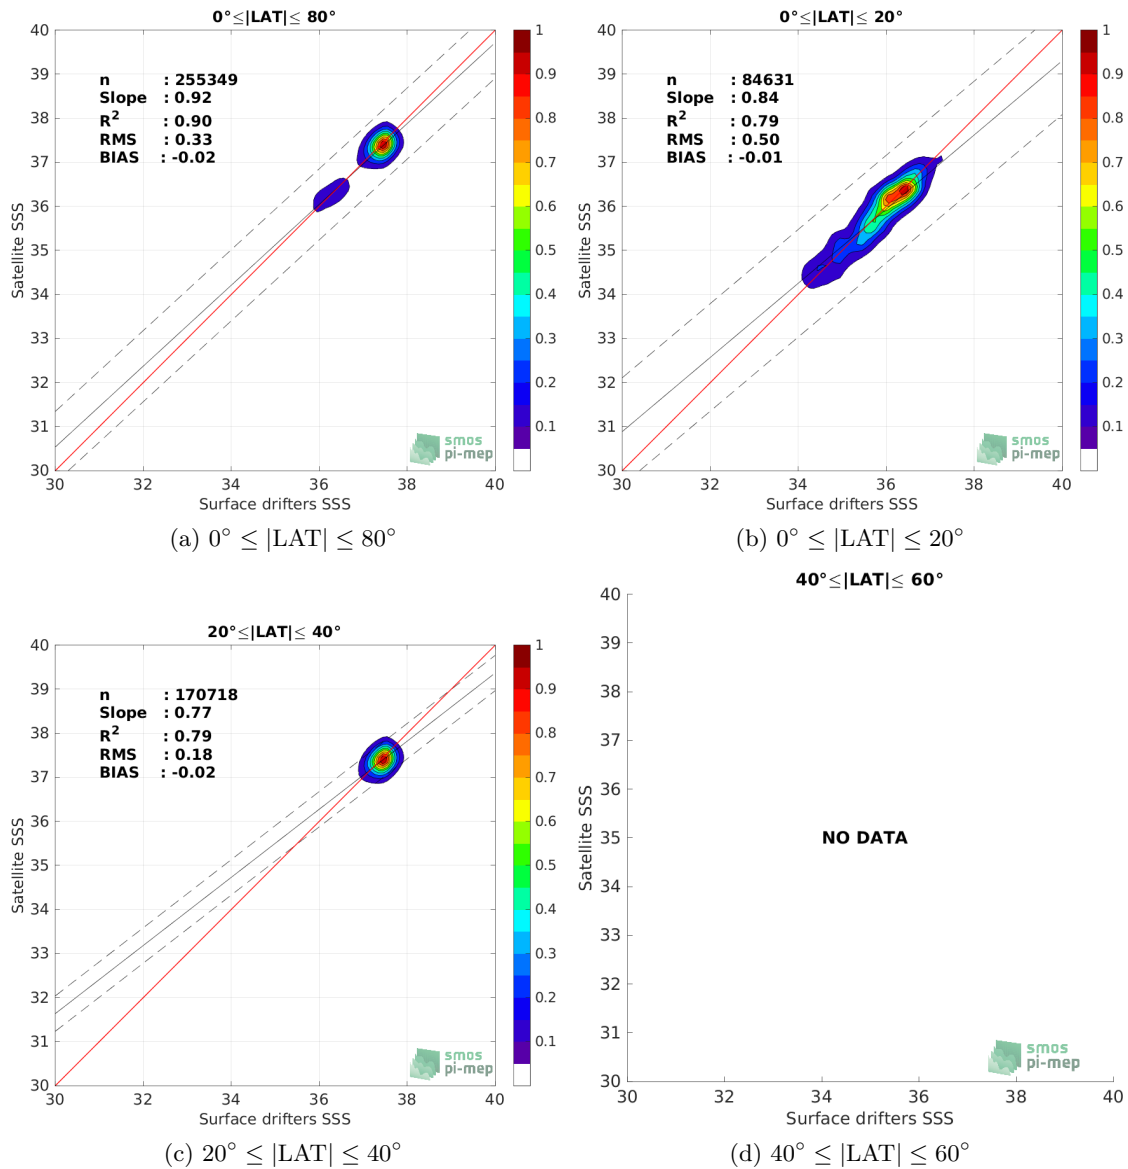 0°≤|LAT|≤ 80°
40
39
38
37
36
35
34
33
32
31
30
Satellite SSS
n : 255349
Slope : 0.92
R2 : 0.90
RMS : 0.33
BIAS : -0.02
smos
pi-mep
30 32 34 36 38 40
Surface drifters SSS
1
0.9
0.8
0.7
0.6
0.5
0.4
0.3
0.2
0.1
(a) 0° ≤ |LAT| ≤ 80°
0°≤|LAT|≤ 20°
40
39
38
37
36
35
34
33
32
31
30
Satellite SSS
n : 84631
Slope : 0.84
R2 : 0.79
RMS : 0.50
BIAS : -0.01
smos
pi-mep
30 32 34 36 38 40
Surface drifters SSS
1
0.9
0.8
0.7
0.6
0.5
0.4
0.3
0.2
0.1
(b) 0° ≤ |LAT| ≤ 20°
20°≤|LAT|≤ 40°
40
39
38
37
36
35
34
33
32
31
30
Satellite SSS
n : 170718
Slope : 0.77
R2 : 0.79
RMS : 0.18
BIAS : -0.02
smos
pi-mep
30 32 34 36 38 40
Surface drifters SSS
1
0.9
0.8
0.7
0.6
0.5
0.4
0.3
0.2
0.1
(c) 20° ≤ |LAT| ≤ 40°
40°≤|LAT|≤ 60°
40
39
38
37
36
35
34
33
32
31
30
Satellite SSS
NO DATA
smos
pi-mep
30 32 34 36 38 40
Surface drifters SSS
(d) 40° ≤ |LAT| ≤ 60°